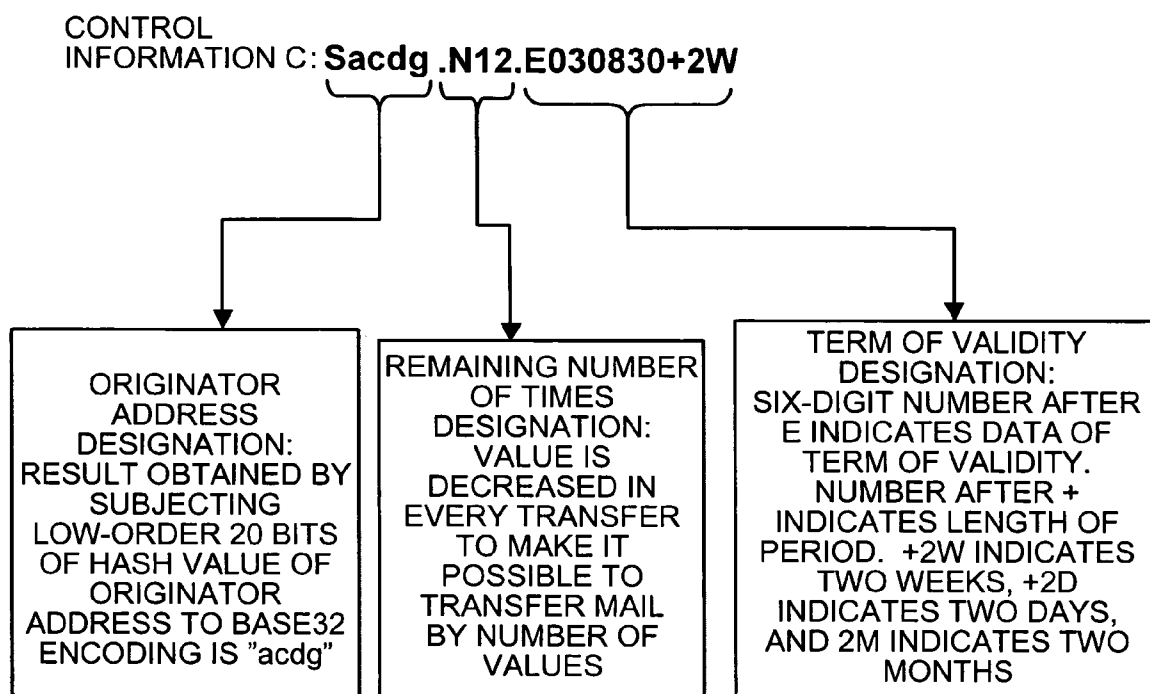 CONTROL
INFORMATION C: Sacdg .N12.E030830+2W
ORIGINATOR
ADDRESS
DESIGNATION:
RESULT OBTAINED BY
SUBJECTING
LOW-ORDER 20 BITS
OF HASH VALUE OF
ORIGINATOR
ADDRESS TO BASE32
ENCODING IS "acdg"
REMAINING NUMBER
OF TIMES
DESIGNATION:
VALUE IS
DECREASED IN
EVERY TRANSFER
TO MAKE IT
POSSIBLE TO
TRANSFER MAIL
BY NUMBER OF
VALUES
TERM OF VALIDITY
DESIGNATION:
SIX-DIGIT NUMBER AFTER
E INDICATES DATA OF
TERM OF VALIDITY.
NUMBER AFTER +
INDICATES LENGTH OF
PERIOD. +2W INDICATES
TWO WEEKS, +2D
INDICATES TWO DAYS,
AND 2M INDICATES TWO
MONTHS